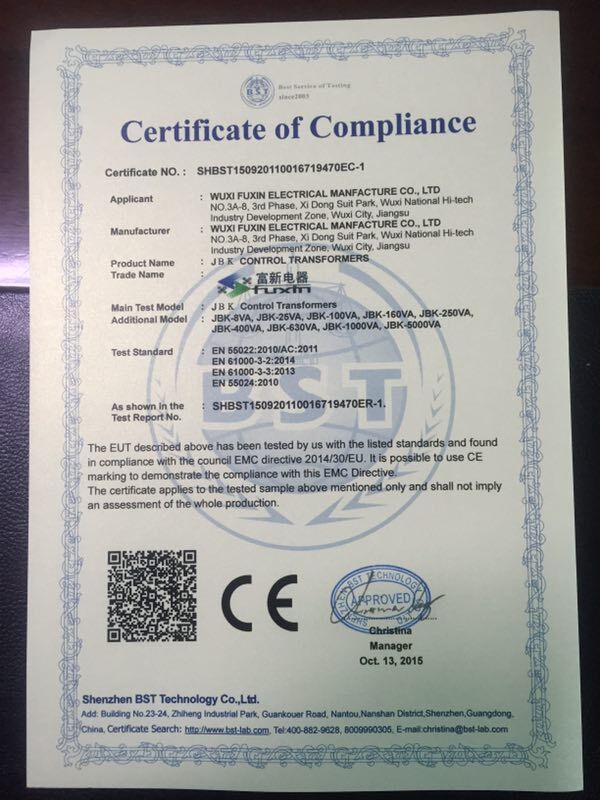 BST
Best Service of Testing
since2003
Certificate of Compliance
Certificate NO. : SHBST150920110016719470EC-1
Applicant : WUXI FUXIN ELECTRICAL MANFACTURE CO., LTD
NO.3A-8, 3rd Phase, Xi Dong Suit Park, Wuxi National Hi-tech
Industry Development Zone, Wuxi City, Jiangsu
Manufacturer : WUXI FUXIN ELECTRICAL MANFACTURE CO., LTD
NO.3A-8, 3rd Phase, Xi Dong Suit Park, Wuxi National Hi-tech
Industry Development Zone, Wuxi City, Jiangsu
Product Name : JBK CONTROL TRANSFORMERS
Trade Name :
富新电器
fuxin
Main Test Model : JBK Control Transformers
Additional Model : JBK-8VA, JBK-25VA, JBK-100VA, JBK-160VA, JBK-250VA,
JBK-400VA, JBK-630VA, JBK-1000VA, JBK-5000VA
Test Standard : EN 55022:2010/AC:2011
EN 61000-3-2:2014
EN 61000-3-3:2013
EN 55024:2010
BST
As shown in the : SHBST150920110016719470ER-1.
Test Report No.
The EUT described above has been tested by us with the listed standards and found
in compliance with the council EMC directive 2014/30/EU. It is possible to use CE
marking to demonstrate the compliance with this EMC Directive.
The certificate applies to the tested sample above mentioned only and shall not imply
an assessment of the whole production.
CE
SHENZHEN BST TECHNOLOGY CO.,LTD
APPROVED
Christina
Manager
Oct. 13, 2015
Shenzhen BST Technology Co.,Ltd.
Add: Building No.23-24, Zhiheng Industrial Park, Guankouer Road, Nantou,Nanshan District,Shenzhen,Guangdong,
China, Certificate Search: http://www.bst-lab.com, Tel:400-882-9628, 8009990305, E-mail:christina@bst-lab.com